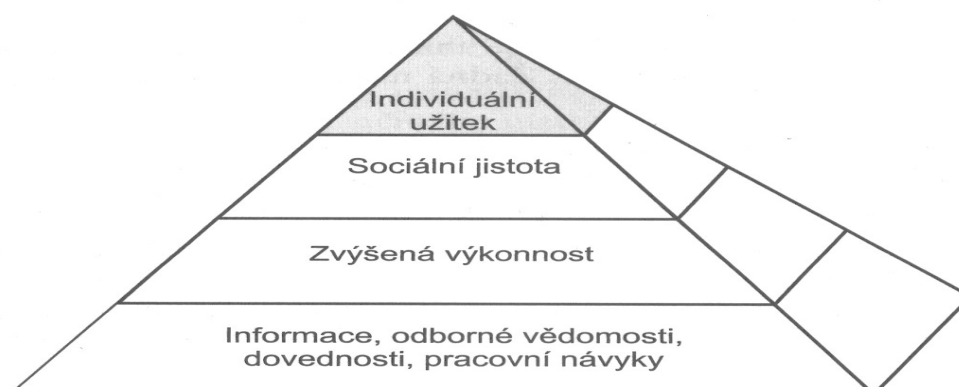 Individuální
užitek
Sociální jistota
Zvýšená výkonnost
Informace, odborné vědomosti,
dovednosti, pracovní návyky